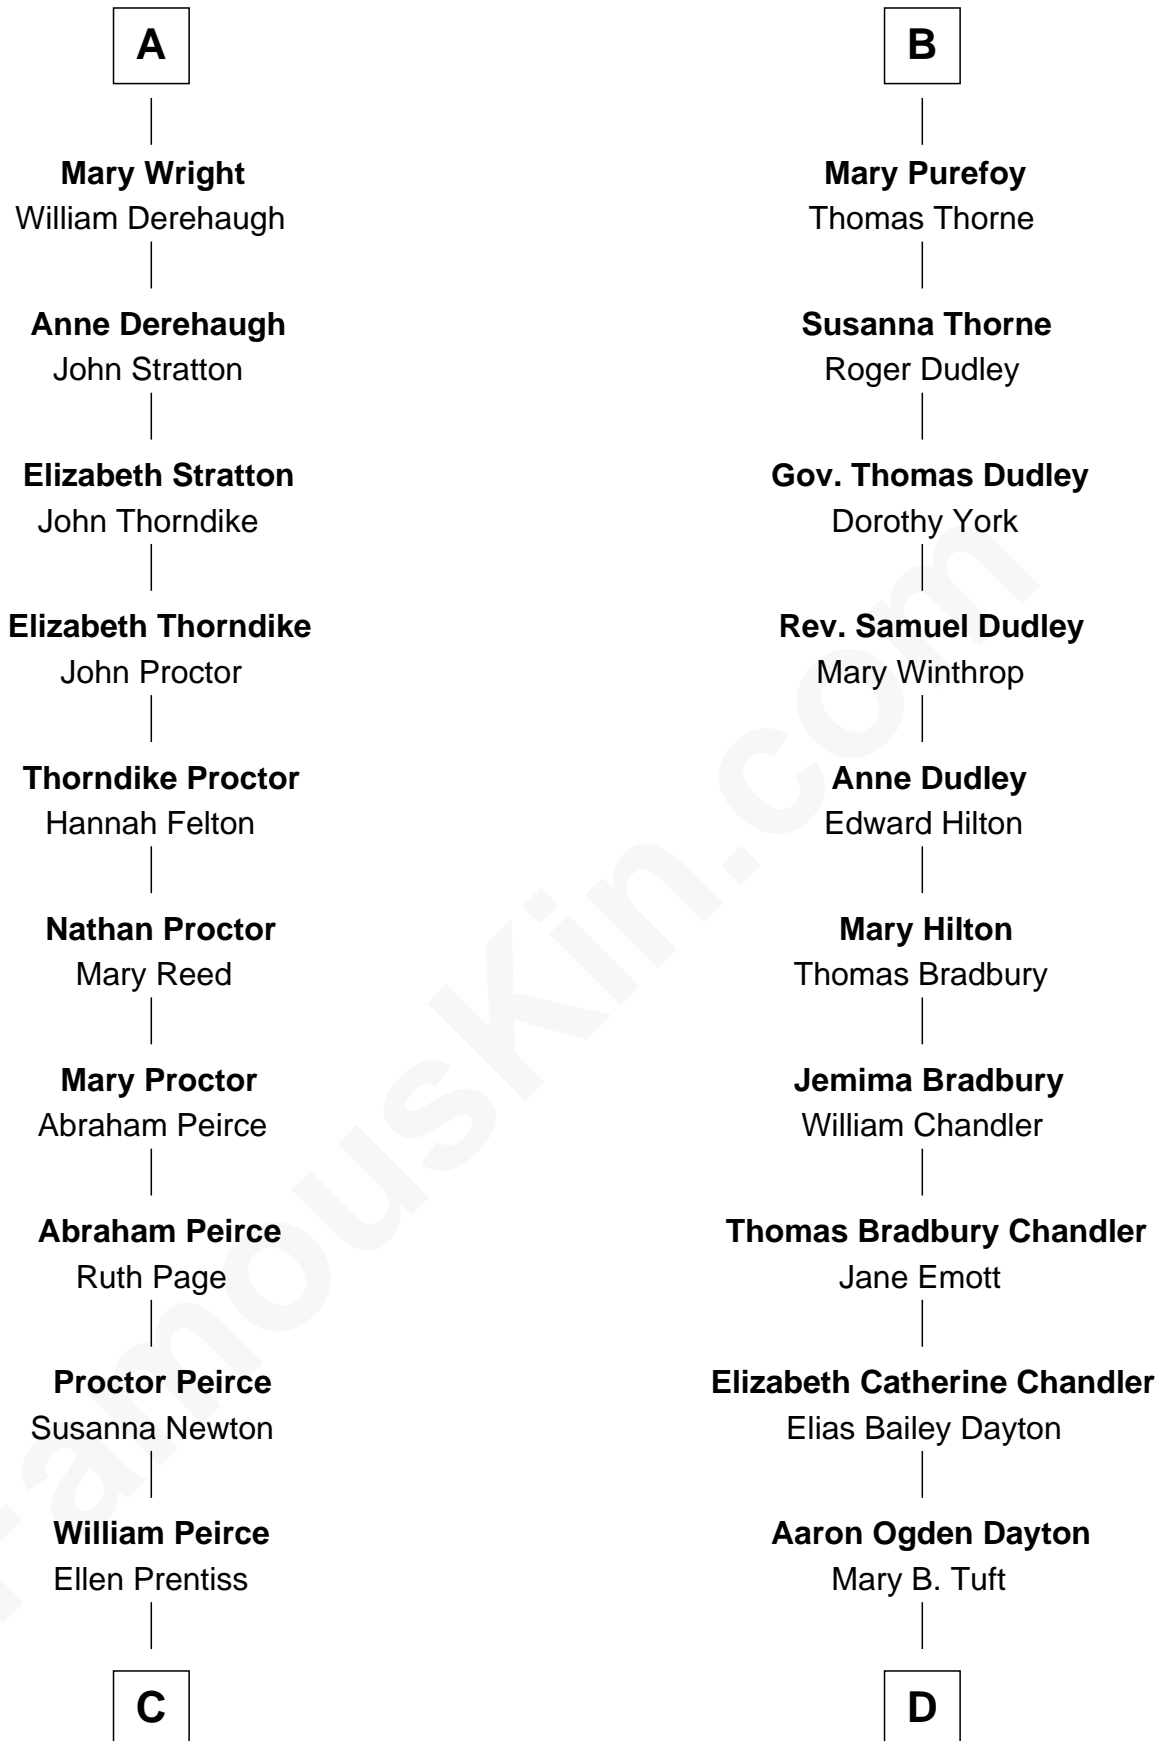 A
Mary Wright
William Derehaugh
Anne Derehaugh
John Stratton
Elizabeth Stratton
John Thorndike
Elizabeth Thorndike
John Proctor
Thorndike Proctor
Hannah Felton
Nathan Proctor
Mary Reed
Mary Proctor
Abraham Peirce
Abraham Peirce
Ruth Page
Proctor Peirce
Susanna Newton
William Peirce
Ellen Prentiss
C
B
Mary Purefoy
Thomas Thorne
Susanna Thorne
Roger Dudley
Gov. Thomas Dudley
Dorothy York
Rev. Samuel Dudley
Mary Winthrop
Anne Dudley
Edward Hilton
Mary Hilton
Thomas Bradbury
Jemima Bradbury
William Chandler
Thomas Bradbury Chandler
Jane Emott
Elizabeth Catherine Chandler
Elias Bailey Dayton
Aaron Ogden Dayton
Mary B. Tuft
D
FamousKin.com